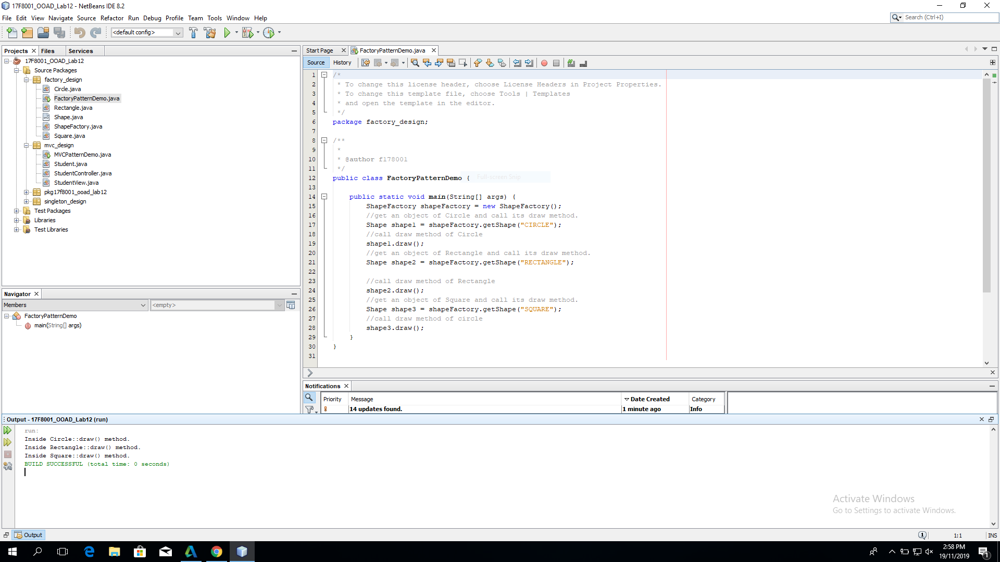 17F8001_OOAD_Lab12 - NetBeans IDE 8.2
File Edit View Navigate Source Refactor Run Debug Profile Team Tools Window Help
Search (Ctrl+I)
<default config>
Projects Files Services
17F8001_OOAD_Lab12
Source Packages
factory_design
Circle.java
FactoryPatternDemo.java
Rectangle.java
Shape.java
ShapeFactory.java
Square.java
mvc_design
MVCPatternDemo.java
Student.java
StudentController.java
StudentView.java
pkg17f8001_ooad_lab12
singleton_design
Test Packages
Libraries
Test Libraries
Navigator
Members <empty>
FactoryPatternDemo
main(String[] args)
Start Page FactoryPatternDemo.java
Source History
1 /*
2 * To change this license header, choose License Headers in Project Properties.
3 * To change this template file, choose Tools | Templates
4 * and open the template in the editor.
5 */
6 package factory_design;
7
8 /**
9 *
10 * @author f178001
11 */
12 public class FactoryPatternDemo {
Full-screen Snip
13
14 public static void main(String[] args) {
15 ShapeFactory shapeFactory = new ShapeFactory();
16 //get an object of Circle and call its draw method.
17 Shape shape1 = shapeFactory.getShape("CIRCLE");
18 //call draw method of Circle
19 shape1.draw();
20 //get an object of Rectangle and call its draw method.
21 Shape shape2 = shapeFactory.getShape("RECTANGLE");
22
23 //call draw method of Rectangle
24 shape2.draw();
25 //get an object of Square and call its draw method.
26 Shape shape3 = shapeFactory.getShape("SQUARE");
27 //call draw method of circle
28 shape3.draw();
29 }
30 }
31
Notifications
Priority Message Date Created Category
14 updates found. 1 minute ago Info
Output - 17F8001_OOAD_Lab12 (run)
run:
Inside Circle::draw() method.
Inside Rectangle::draw() method.
Inside Square::draw() method.
BUILD SUCCESSFUL (total time: 0 seconds)
Activate Windows
Go to Settings to activate Windows.
Output
1 1:1 INS
2:58 PM
19/11/2019
1